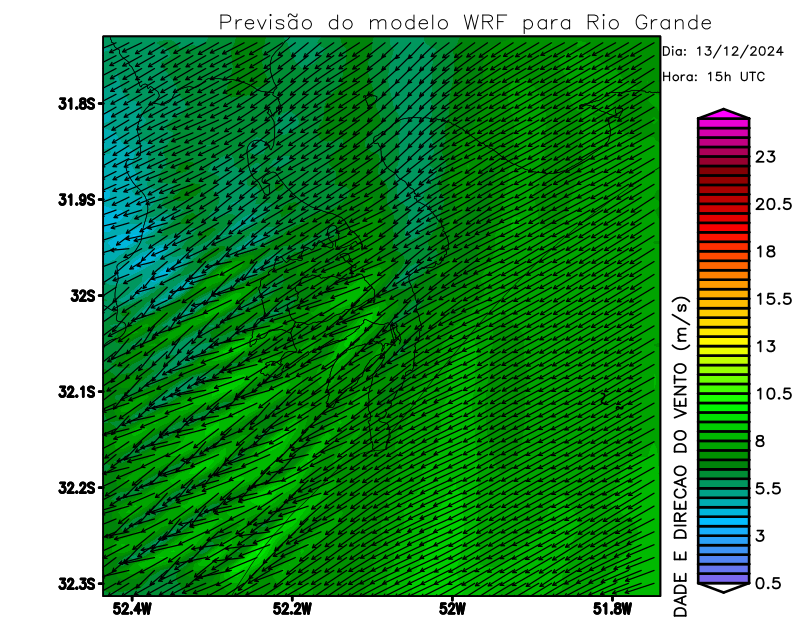 Previsão do modelo WRF para Rio Grande
Dia: 13/12/2024
Hora: 15h UTC
31.8S
31.9S
32S
32.1S
32.2S
32.3S
52.4W
52.2W
52W
51.8W
DADE E DIRECAO DO VENTO (m/s)
23
20.5
18
15.5
13
10.5
8
5.5
3
0.5